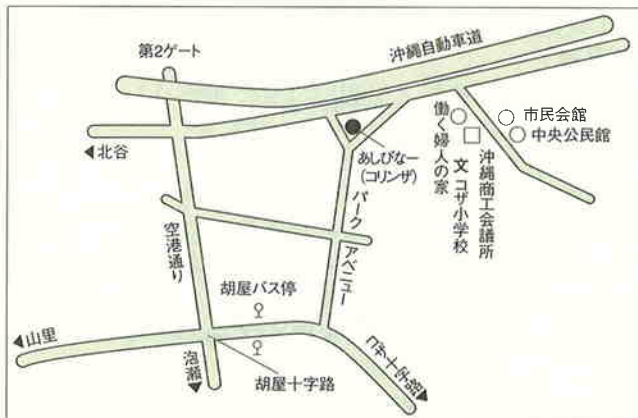 第2ゲート
沖縄自動車道
◀北谷
あしびなー
(コリンザ)
働く婦人の家
文 コザ小学校
沖縄商工会議所
市民会館
中央公民館
空港通り
パークアベニュー
胡屋バス停
◀山里
泡瀬▶
胡屋十字路
コザ十字路▶